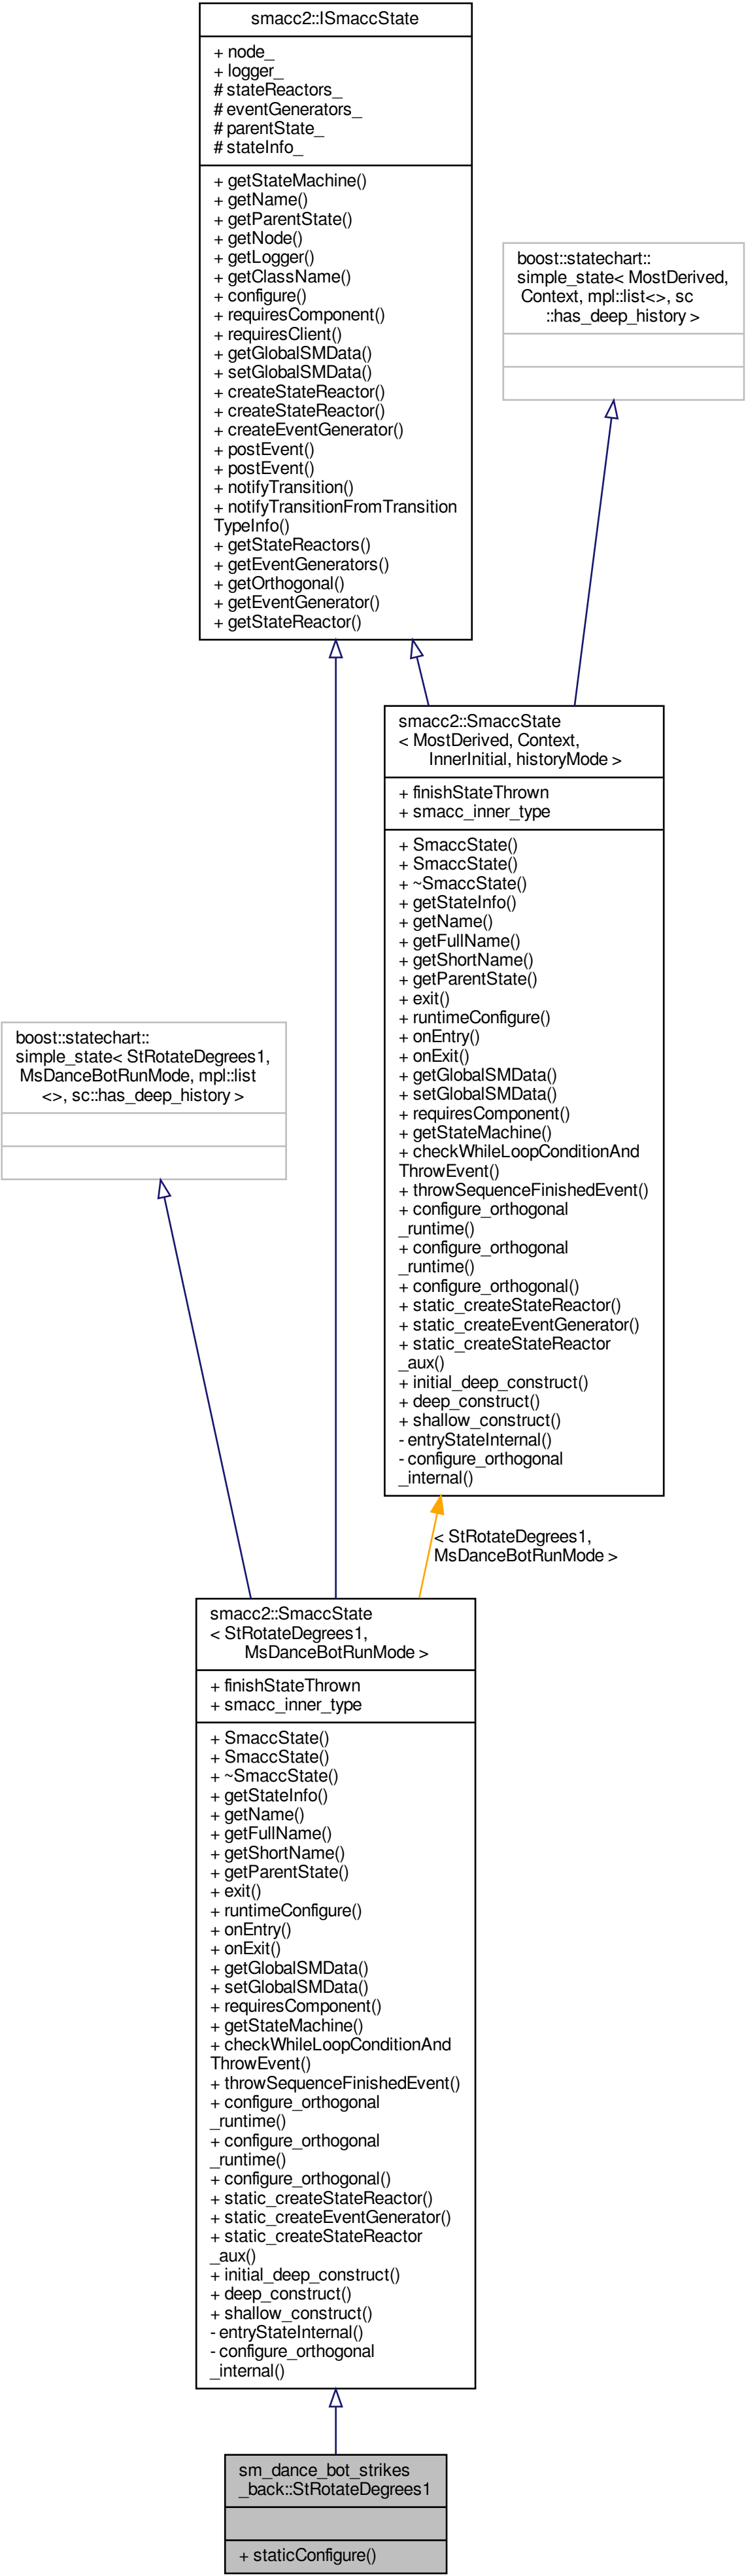 smacc2::ISmaccState
+ node_
+ logger_
# stateReactors_
# eventGenerators_
# parentState_
# stateInfo_
+ getStateMachine()
+ getName()
+ getParentState()
+ getNode()
+ getLogger()
+ getClassName()
+ configure()
+ requiresComponent()
+ requiresClient()
+ getGlobalSMData()
+ setGlobalSMData()
+ createStateReactor()
+ createStateReactor()
+ createEventGenerator()
+ postEvent()
+ postEvent()
+ notifyTransition()
+ notifyTransitionFromTransition
TypeInfo()
+ getStateReactors()
+ getEventGenerators()
+ getOrthogonal()
+ getEventGenerator()
+ getStateReactor()
boost::statechart::
simple_state< MostDerived,
Context, mpl::list<>, sc
::has_deep_history >
smacc2::SmaccState
< MostDerived, Context,
InnerInitial, historyMode >
+ finishStateThrown
+ smacc_inner_type
+ SmaccState()
+ SmaccState()
+ ~SmaccState()
+ getStateInfo()
+ getName()
+ getFullName()
+ getShortName()
+ getParentState()
+ exit()
+ runtimeConfigure()
+ onEntry()
+ onExit()
+ getGlobalSMData()
+ setGlobalSMData()
+ requiresComponent()
+ getStateMachine()
+ checkWhileLoopConditionAnd
ThrowEvent()
+ throwSequenceFinishedEvent()
+ configure_orthogonal
_runtime()
+ configure_orthogonal
_runtime()
+ configure_orthogonal()
+ static_createStateReactor()
+ static_createEventGenerator()
+ static_createStateReactor
_aux()
+ initial_deep_construct()
+ deep_construct()
+ shallow_construct()
- entryStateInternal()
- configure_orthogonal
_internal()
boost::statechart::
simple_state< StRotateDegrees1,
MsDanceBotRunMode, mpl::list
<>, sc::has_deep_history >
< StRotateDegrees1,
MsDanceBotRunMode >
smacc2::SmaccState
< StRotateDegrees1,
MsDanceBotRunMode >
+ finishStateThrown
+ smacc_inner_type
+ SmaccState()
+ SmaccState()
+ ~SmaccState()
+ getStateInfo()
+ getName()
+ getFullName()
+ getShortName()
+ getParentState()
+ exit()
+ runtimeConfigure()
+ onEntry()
+ onExit()
+ getGlobalSMData()
+ setGlobalSMData()
+ requiresComponent()
+ getStateMachine()
+ checkWhileLoopConditionAnd
ThrowEvent()
+ throwSequenceFinishedEvent()
+ configure_orthogonal
_runtime()
+ configure_orthogonal
_runtime()
+ configure_orthogonal()
+ static_createStateReactor()
+ static_createEventGenerator()
+ static_createStateReactor
_aux()
+ initial_deep_construct()
+ deep_construct()
+ shallow_construct()
- entryStateInternal()
- configure_orthogonal
_internal()
sm_dance_bot_strikes
_back::StRotateDegrees1
+ staticConfigure()